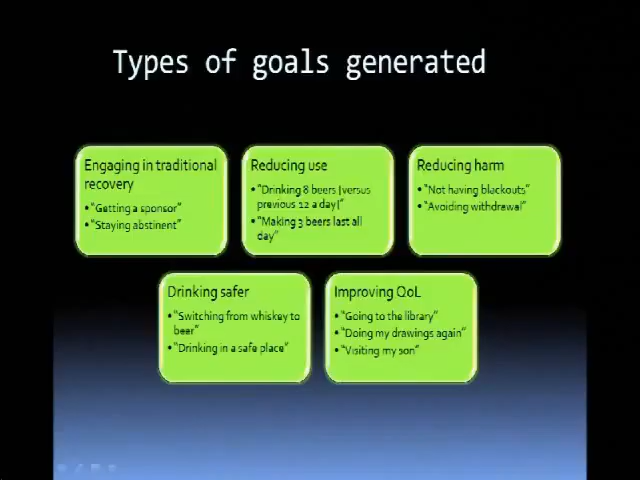 Types of goals generated
Engaging in traditional
recovery
• "Getting a sponsor"
• "Staying abstinent"
Reducing use
• "Drinking 8 beers (versus
previous 12 a day)"
• "Making 3 beers last all
day"
Reducing harm
• "Not having blackouts"
• "Avoiding withdrawal"
Drinking safer
• "Switching from whiskey to
beer"
• "Drinking in a safe place"
Improving QoL
• "Going to the library"
• "Doing my drawings again"
• "Visiting my son"